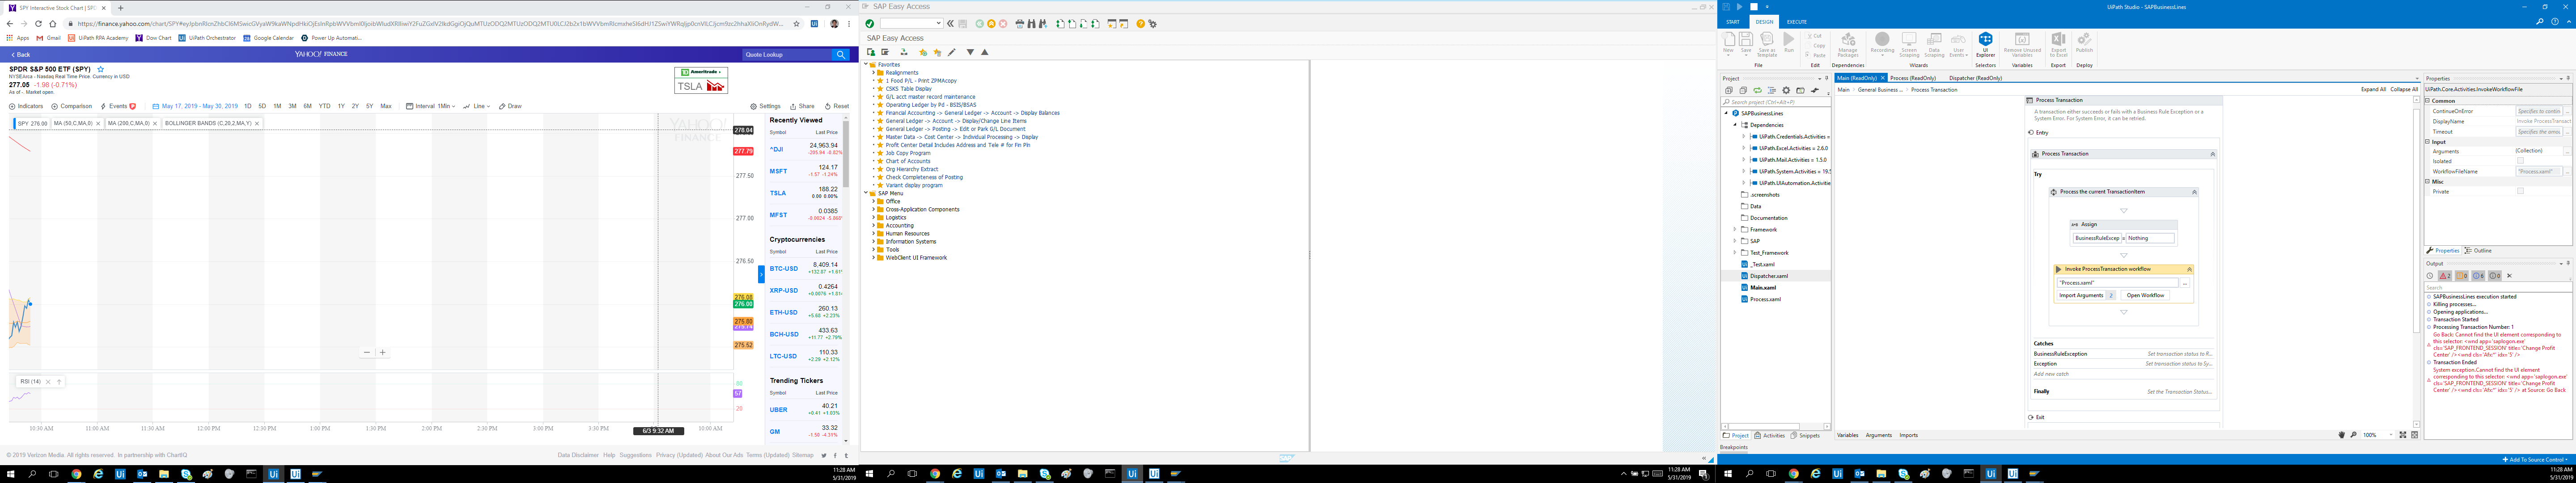 SPY Interactive Stock Chart | SPD
https://finance.yahoo.com/chart/SPY
Apps Gmail UiPath RPA Academy Dow Chart UiPath Orchestrator Google Calendar Power Up Automati...
< Back
YAHOO! FINANCE
Quote Lookup
SPDR S&P 500 ETF (SPY)
NYSEArca - Nasdaq Real Time Price. Currency in USD
277.05 -1.98 (-0.71%)
As of - Market open.
Ameritrade
TSLA
Indicators Comparison Events May 17, 2019 - May 30, 2019 1D 5D 1M 3M 6M YTD 1Y 2Y 5Y Max Interval 1Min Line Draw Settings Share Reset
SPY 276.00 MA (50,C,MA,0) MA (200,C,MA,0) BOLLINGER BANDS (C,20,2,MA,Y)
YAHOO!
FINANCE
278.04
277.79
277.50
277.00
276.50
276.08
276.00
275.80
275.74
275.52
RSI (14)
80
57
20
10:30 AM 11:00 AM 11:30 AM 12:00 PM 12:30 PM 1:00 PM 1:30 PM 2:00 PM 2:30 PM 3:00 PM 3:30 PM 6/3 9:32 AM 10:00 AM
Recently Viewed
Symbol Last Price
^DJI 24,963.94
-205.94 -0.82%
MSFT 124.17
-1.57 -1.24%
TSLA 188.22
0.00 0.00%
MFST 0.0385
Cryptocurrencies
Symbol Last Price
BTC-USD 8,409.14
XRP-USD 0.4264
ETH-USD 260.13
+5.68 +2.23%
BCH-USD 433.63
+11.77 +2.79%
LTC-USD 110.33
+2.29 +2.12%
Trending Tickers
Symbol Last Price
UBER 40.21
+0.41 +1.03%
GM 33.32
-1.50 -4.31%
© 2019 Verizon Media. All rights reserved. In partnership with ChartIQ
Data Disclaimer Help Suggestions Privacy (Updated) About Our Ads Terms (Updated) Sitemap
11:28 AM
5/31/2019
SAP Easy Access
SAP Easy Access
Favorites
Realignments
1 Food P/L - Print ZPMAcopy
CSKS Table Display
G/L acct master record maintenance
Operating Ledger by Pd - BSIS/BSAS
Financial Accounting -> General Ledger -> Account -> Display Balances
General Ledger -> Account -> Display/Change Line Items
General Ledger -> Posting -> Edit or Park G/L Document
Master Data -> Cost Center -> Individual Processing -> Display
Profit Center Detail Includes Address and Tele # for Fin Pln
Job Copy Program
Chart of Accounts
Org Hierarchy Extract
Check Completeness of Posting
Variant display program
SAP Menu
Office
Cross-Application Components
Logistics
Accounting
Human Resources
Information Systems
Tools
WebClient UI Framework
SAP
11:28 AM
5/31/2019
UiPath Studio - SAPBusinessLines
START DESIGN EXECUTE
New Save Save as Template Run Cut Copy Paste Manage Packages Recording Screen Scraping Data Scraping User Events UI Explorer Remove Unused Variables Export to Excel Publish
File Edit Dependencies Wizards Selectors Variables Export Deploy
Project
Search project (Ctrl+Alt+P)
SAPBusinessLines
Dependencies
UiPath.Credentials.Activities =
UiPath.Excel.Activities = 2.6.0
UiPath.Mail.Activities = 1.5.0
UiPath.System.Activities = 19.5
UiPath.UIAutomation.Activities
.screenshots
Data
Documentation
Framework
SAP
Test_Framework
_Test.xaml
Dispatcher.xaml
Main.xaml
Process.xaml
Project Activities Snippets
Breakpoints
Main (ReadOnly) Process (ReadOnly) Dispatcher (ReadOnly)
Main > General Business ... > Process Transaction
Expand All Collapse All
Process Transaction
A transaction either succeeds or fails with a Business Rule Exception or a
System Error. For System Error, it can be retried.
Entry
Process Transaction
Try
Process the current TransactionItem
Assign
BusinessRuleExcep = Nothing
Invoke ProcessTransaction workflow
"Process.xaml" ...
Import Arguments 2 Open Workflow
Catches
BusinessRuleException Set transaction status to R...
Exception Set transaction status to Sy...
Add new catch
Finally Set the Transaction Status...
Exit
Variables Arguments Imports
100%
Properties
UiPath.Core.Activities.InvokeWorkflowFile
Common
ContinueOnError Specifies to contin
DisplayName Invoke ProcessTransact
Timeout Specifies the amou
Input
Arguments (Collection)
Isolated
WorkflowFileName "Process.xaml"
Misc
Private
Properties Outline
Output
2 0 8 0
Search
SAPBusinessLines execution started
Killing processes...
Opening applications...
Transaction Started
Processing Transaction Number: 1
Go Back: Cannot find the UI element corresponding
to this selector: <wnd app='saplogon.exe'
cls='SAP_FRONTEND_SESSION' title='Change Profit
Center' /><wnd cls='Afx:*' idx='5' />
Transaction Ended
System exception.Cannot find the UI element
corresponding to this selector: <wnd app='saplogon.exe'
cls='SAP_FRONTEND_SESSION' title='Change Profit
Center' /><wnd cls='Afx:*' idx='5' /> at Source: Go Back
Add To Source Control
11:28 AM
5/31/2019